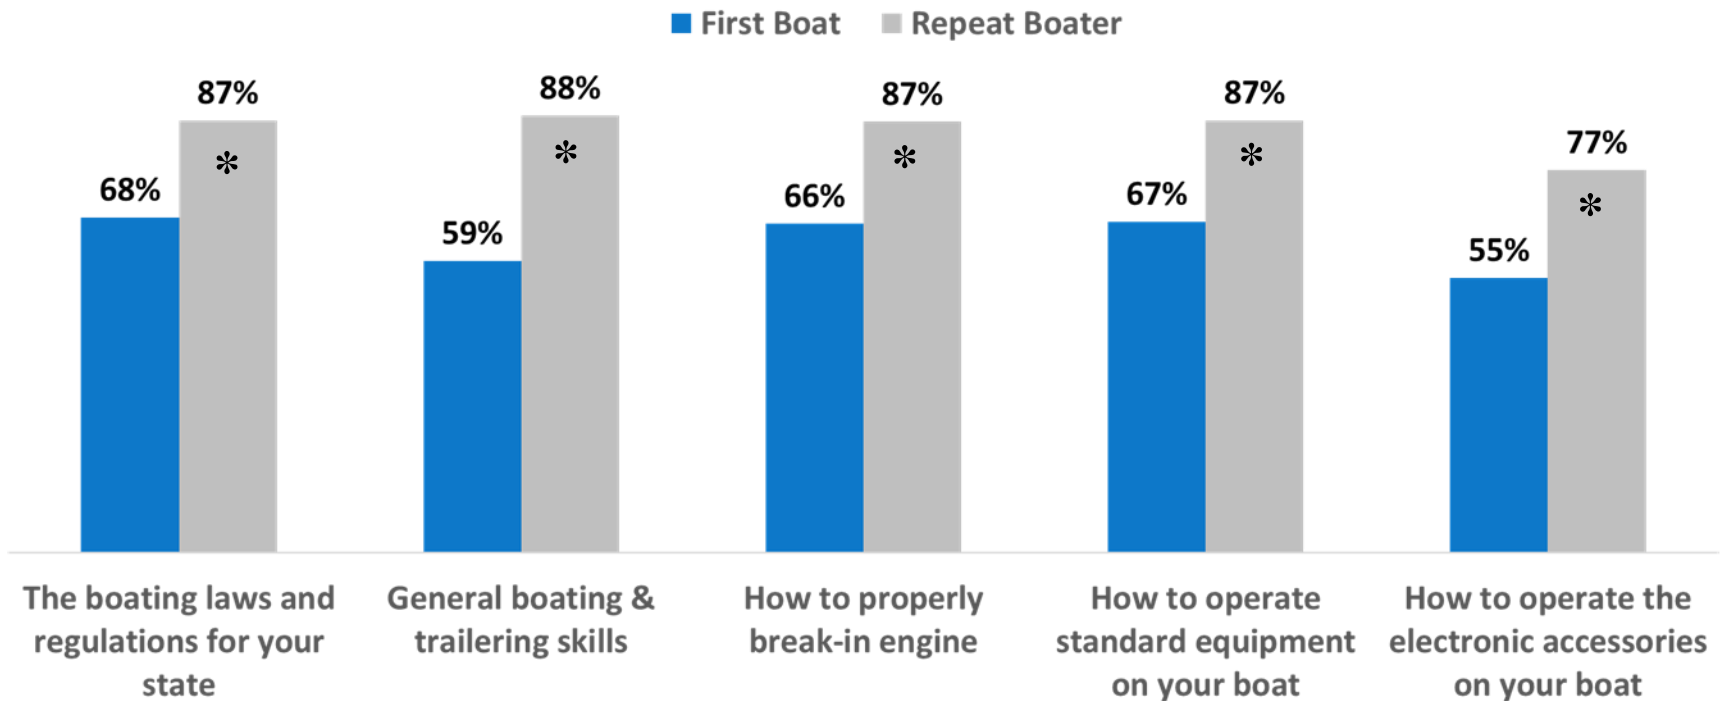 First Boat Repeat Boater
87% 88% 87% 87% 77%
* * * * *
68% 59% 66% 67% 55%
The boating laws and
regulations for your
state
General boating &
trailering skills
How to properly
break-in engine
How to operate
standard equipment
on your boat
How to operate the
electronic accessories
on your boat